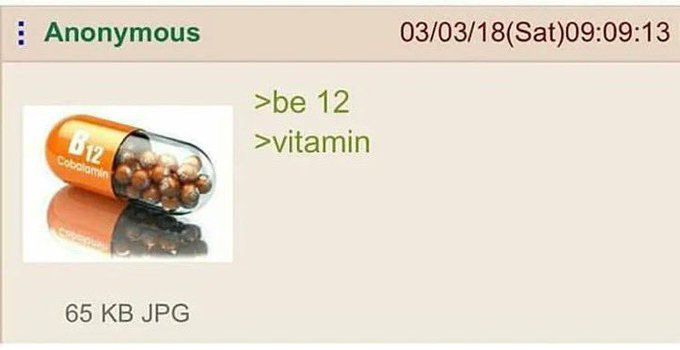 Anonymous 03/03/18(Sat)09:09:13
>be 12
>vitamin
B12
Cobalamin
65 KB JPG